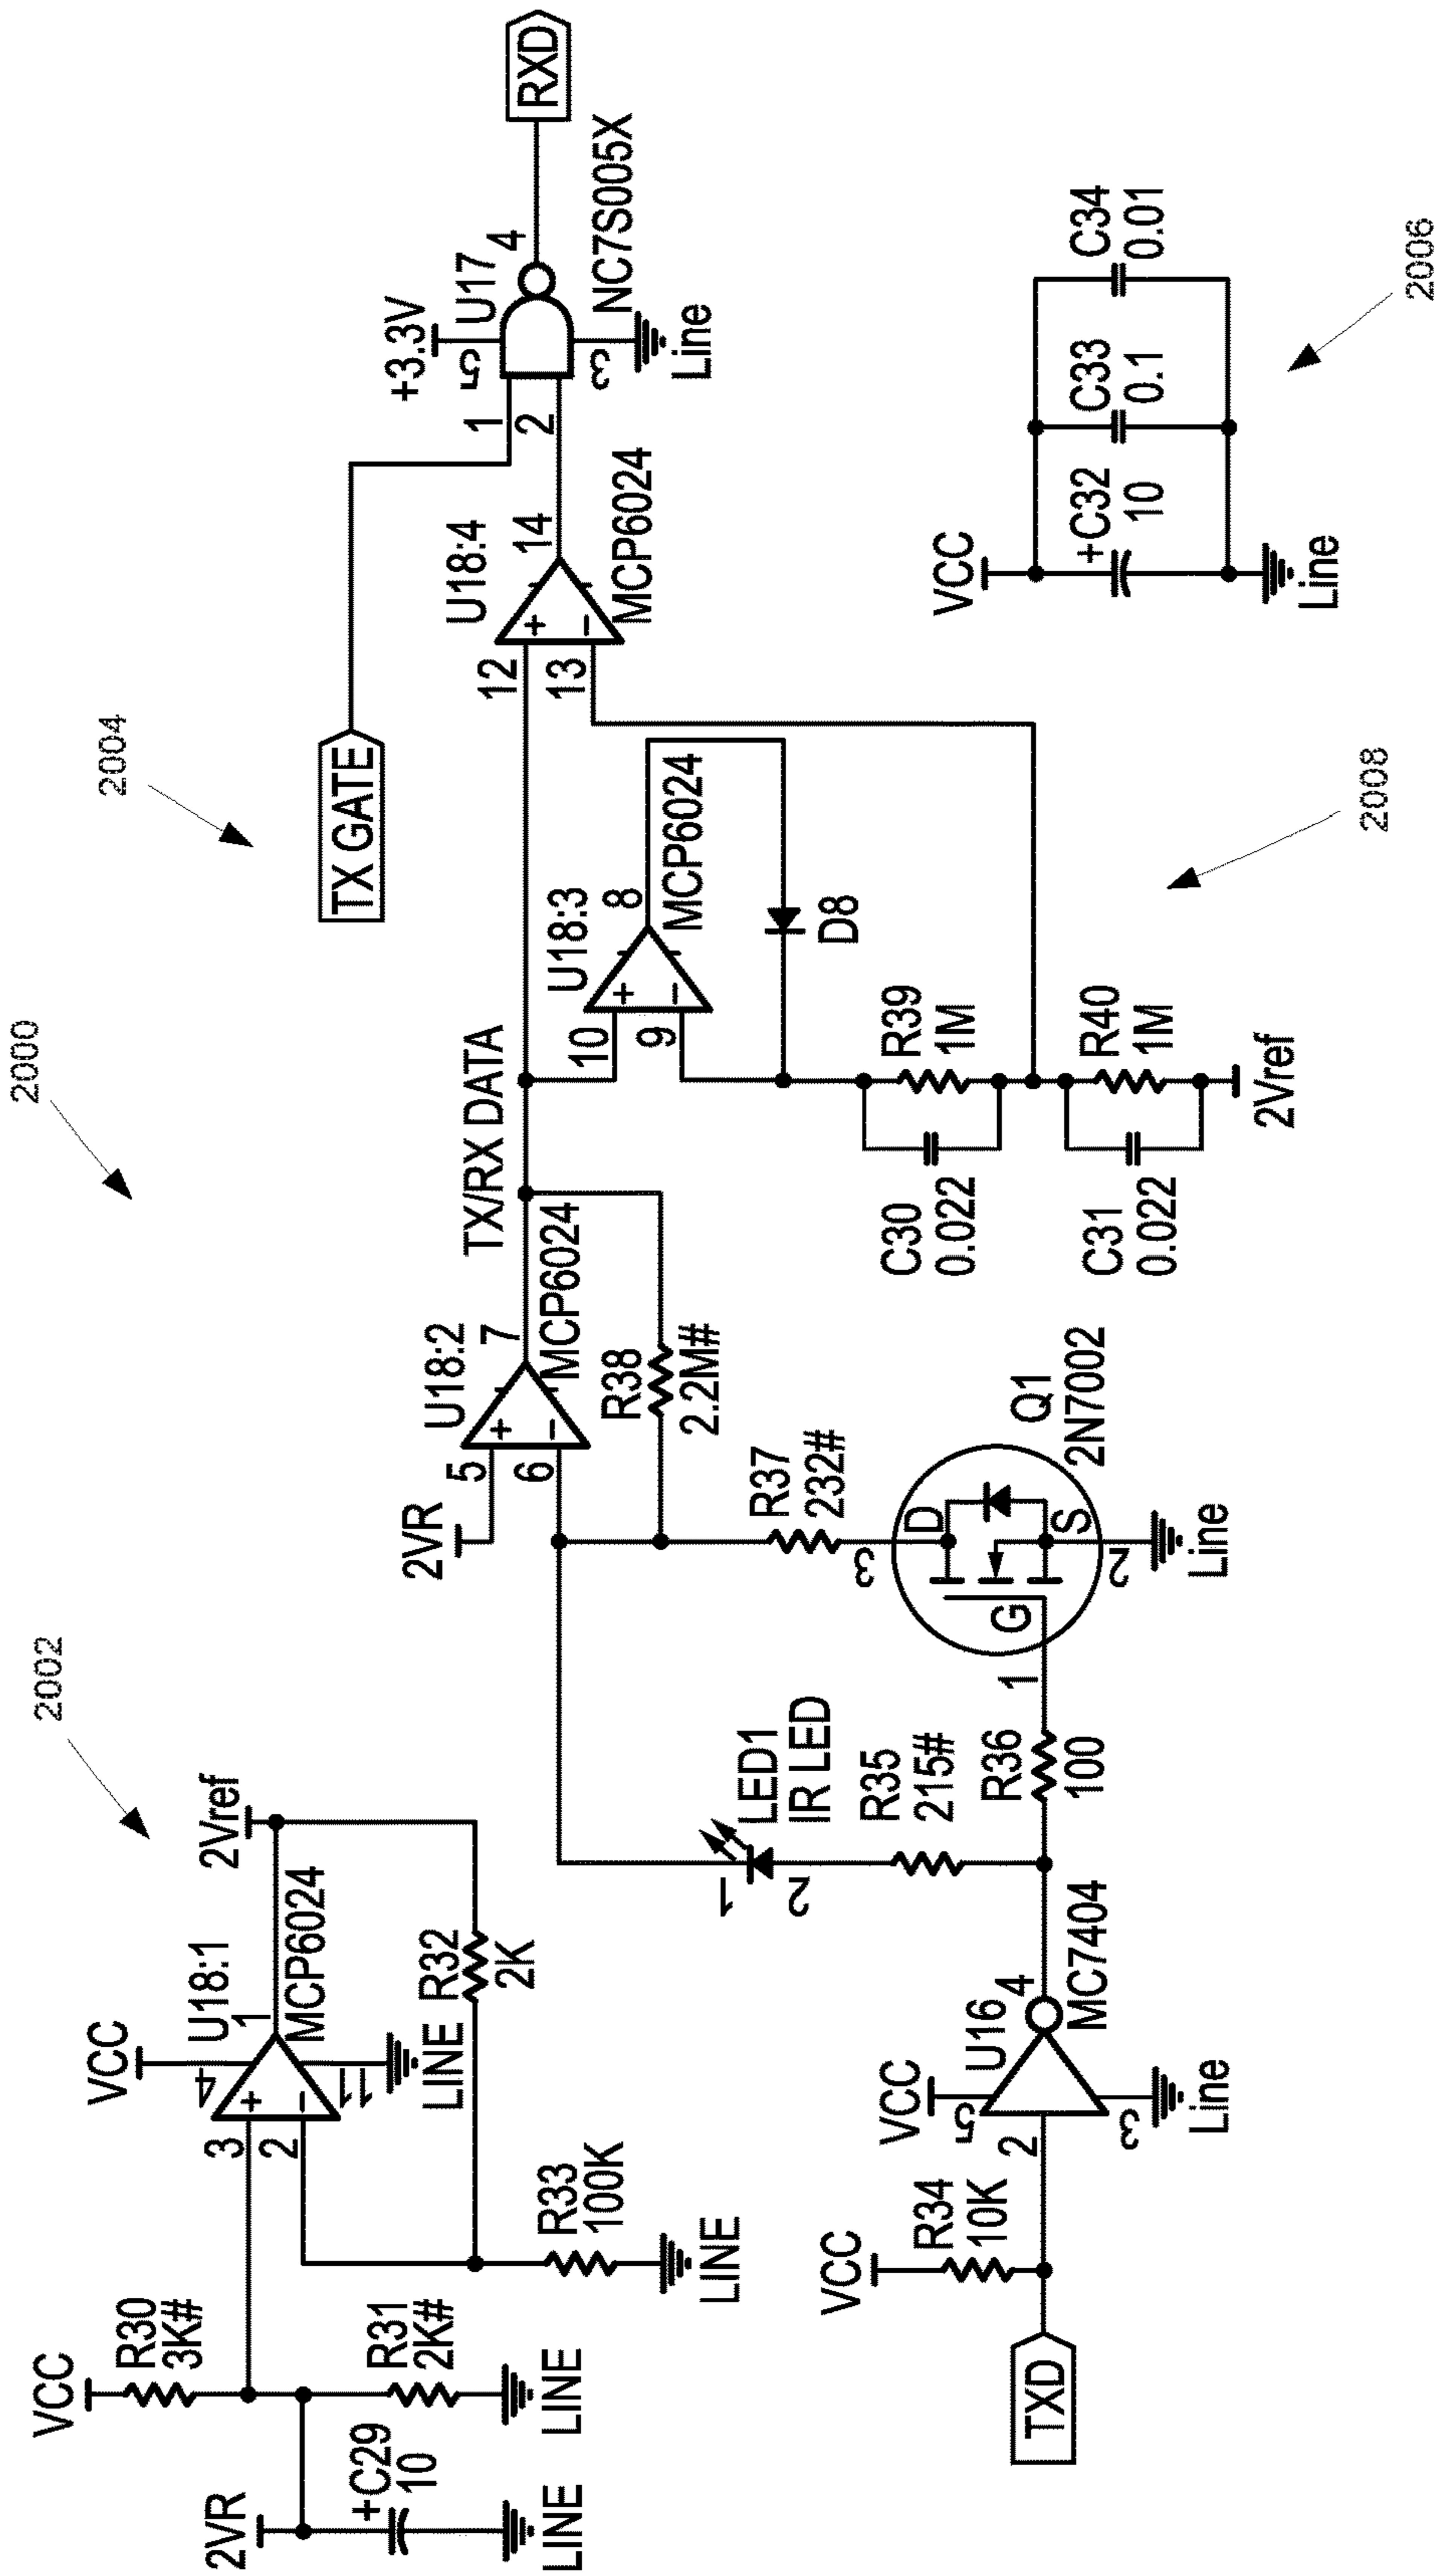 2000
2002
2004
2006
2008
VCC
R30
3K#
2VR
+C29
10
LINE
R31
2K#
LINE
3
2
+
−
VCC
4
U18:1
1
MCP6024
11
LINE
2Vref
R32
2K
R33
100K
LINE
TXD
VCC
R34
10K
2
VCC
5
U16
4
MC7404
3
Line
1
LED1
IR LED
2
R35
215#
R36
100
1
G
D
S
3
2
Q1
2N7002
Line
R37
232#
2VR
5
6
+
−
U18:2
7
MCP6024
R38
2.2M#
TX/RX DATA
10
9
+
−
U18:3
8
MCP6024
D8
C30
0.022
R39
1M
C31
0.022
R40
1M
2Vref
TX GATE
12
13
+
−
U18:4
14
MCP6024
1
2
+3.3V
5
U17
4
NC7S005X
3
Line
RXD
VCC
+C32
10
C33
0.1
C34
0.01
Line